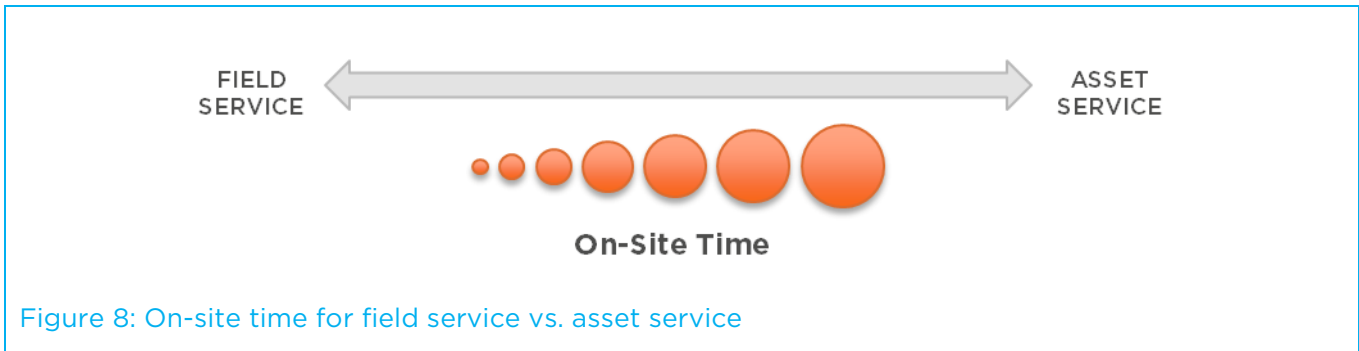 FIELD
SERVICE
ASSET
SERVICE
On-Site Time
Figure 8: On-site time for field service vs. asset service